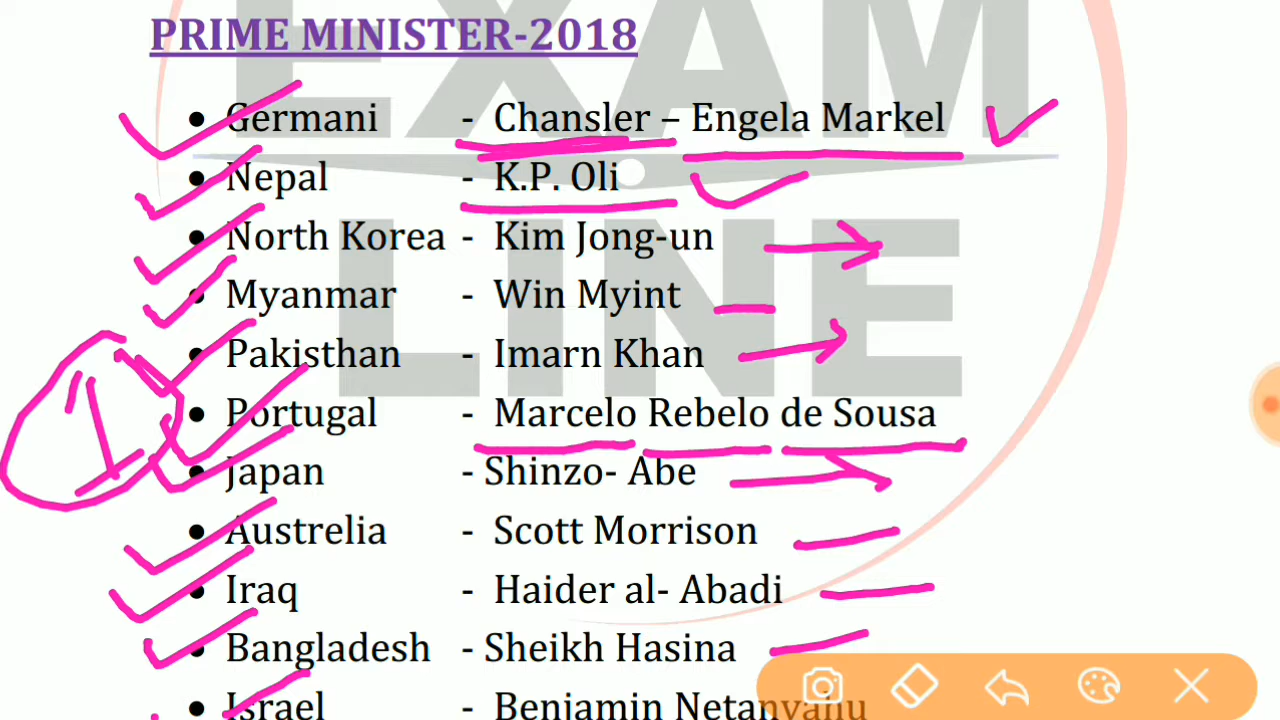 EXAM
LINE
PRIME MINISTER-2018
• Germani - Chansler – Engela Markel
• Nepal - K.P. Oli
• North Korea - Kim Jong-un
• Myanmar - Win Myint
• Pakisthan - Imarn Khan
• Portugal - Marcelo Rebelo de Sousa
• Japan - Shinzo- Abe
• Austrelia - Scott Morrison
• Iraq - Haider al- Abadi
• Bangladesh - Sheikh Hasina
Israel - Benjamin Netanyahu